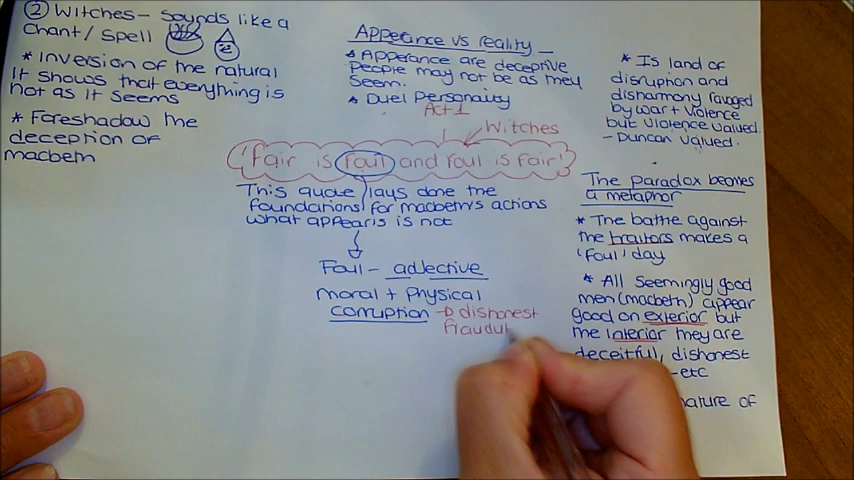 ② Witches- sounds like a
Chant/ Spell
* Inversion of the natural
It shows that everything is
not as it seems
* Foreshadow the
deception of
macbeth
Apperance vs reality
* Apperance are deceptive
People may not be as they
Seem.
* Duel Personality
Act 1
Witches
'Fair is foul and foul is fair'
This quote lays done the
foundations for macbeth's actions
what appears is not
Foul - adjective
moral + Physical
corruption → dishonest
fraudul
* Is land of
disruption and
disharmony ravaged
by war + violence
but violence valued.
- Duncan valued.
The paradox becomes
a metaphor
* The battle against
the traitors makes a
'foul' day
* All Seemingly good
men (macbeth) appear
good on exterior but
the interior they are
deceitful, dishonest
-etc
nature of